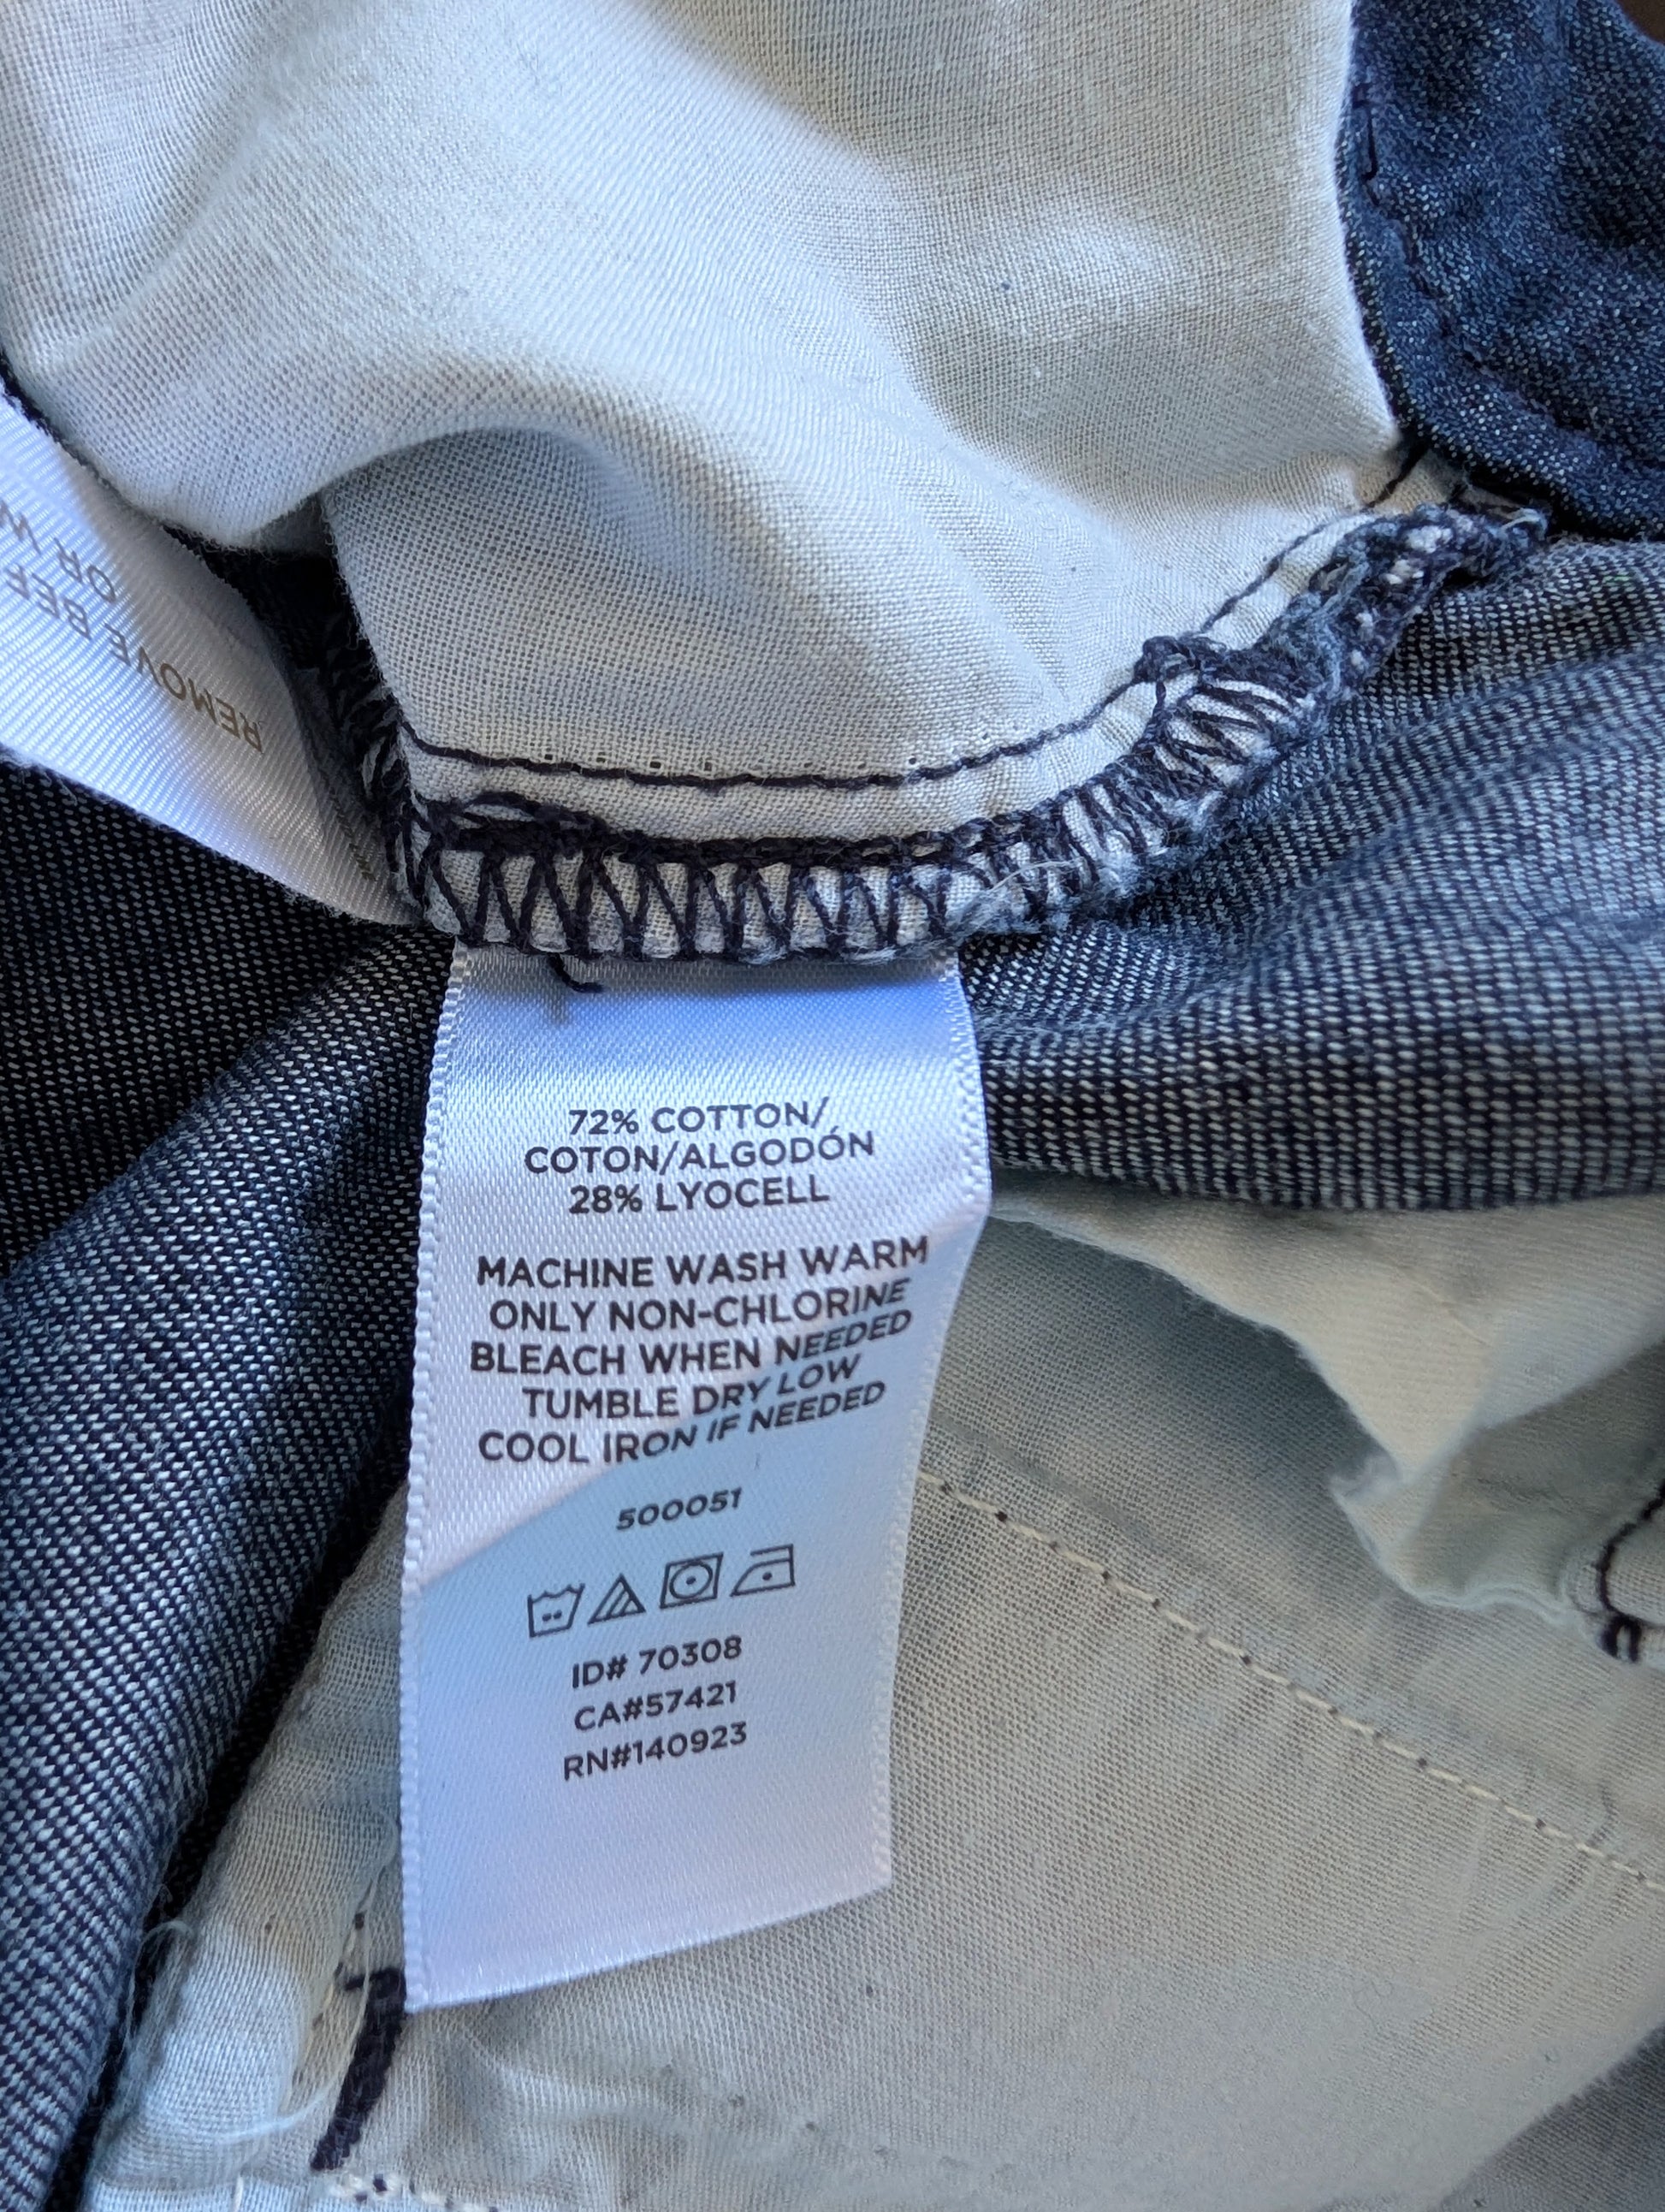 72% COTTON/
COTON/ALGODÓN
28% LYOCELL
MACHINE WASH WARM
ONLY NON-CHLORINE
BLEACH WHEN NEEDED
TUMBLE DRY LOW
COOL IRON IF NEEDED
500051
ID# 70308
CA#57421
RN#140923
REMOVE
OR